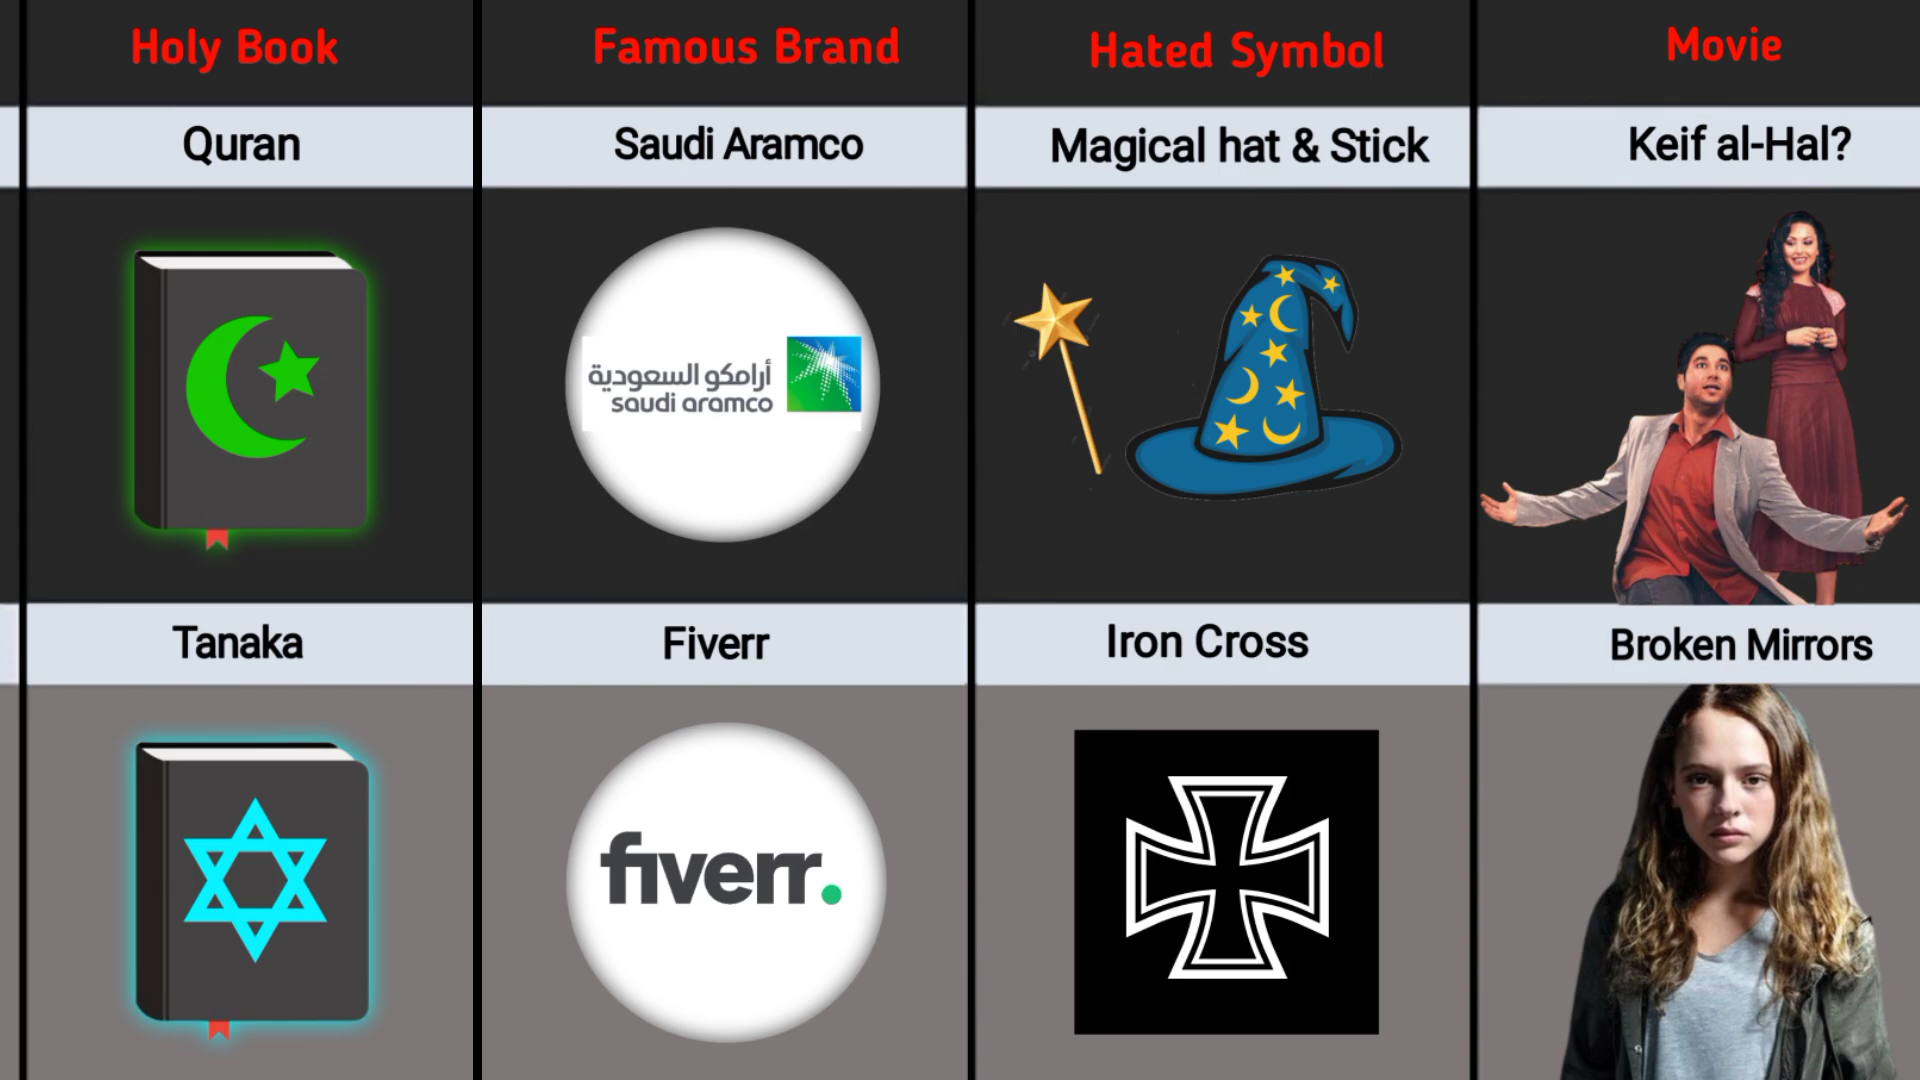 Holy Book
Famous Brand
Hated Symbol
Movie
Quran
Saudi Aramco
Magical hat & Stick
Keif al-Hal?
أرامكو السعودية
saudi aramco
Tanaka
Fiverr
Iron Cross
Broken Mirrors
fiverr.